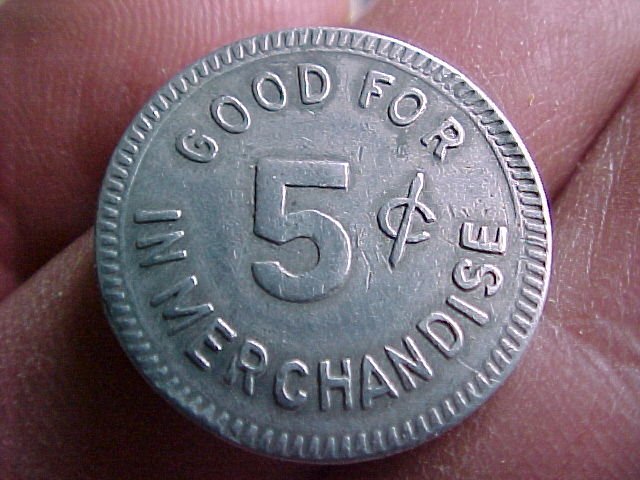 GOOD FOR
5¢
IN MERCHANDISE